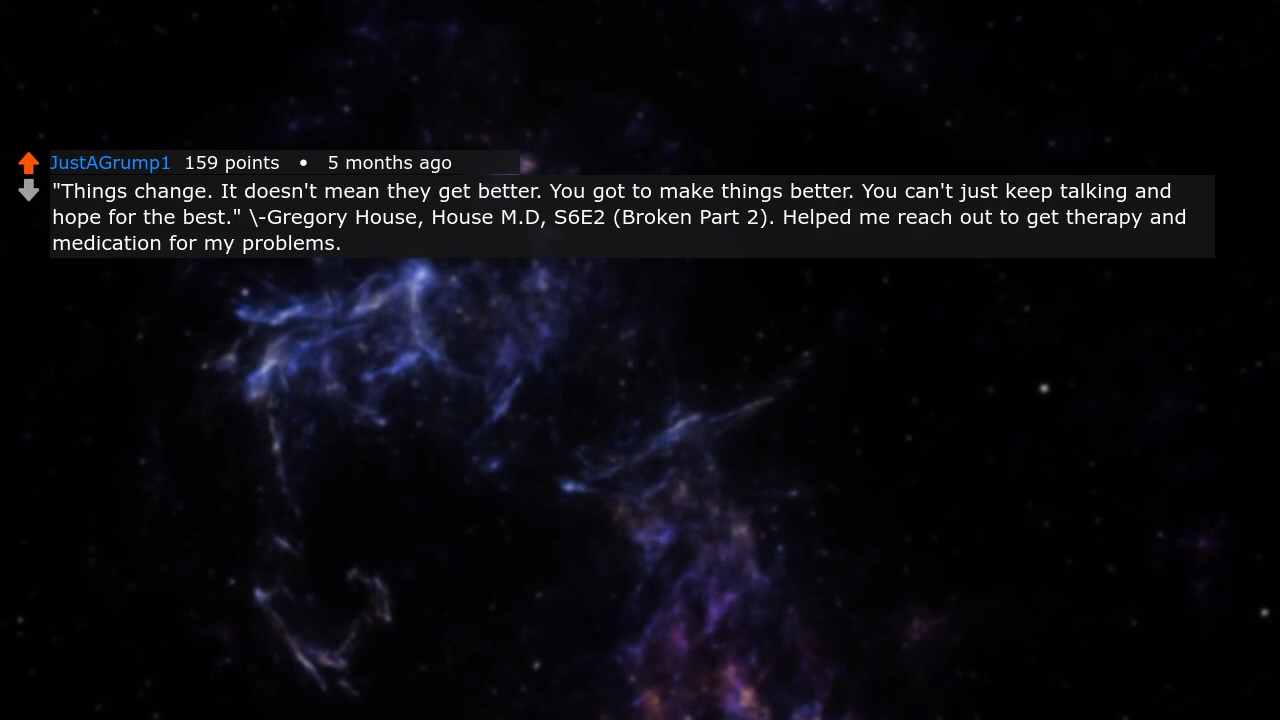 JustAGrump1 159 points • 5 months ago
"Things change. It doesn't mean they get better. You got to make things better. You can't just keep talking and
hope for the best." \-Gregory House, House M.D, S6E2 (Broken Part 2). Helped me reach out to get therapy and
medication for my problems.